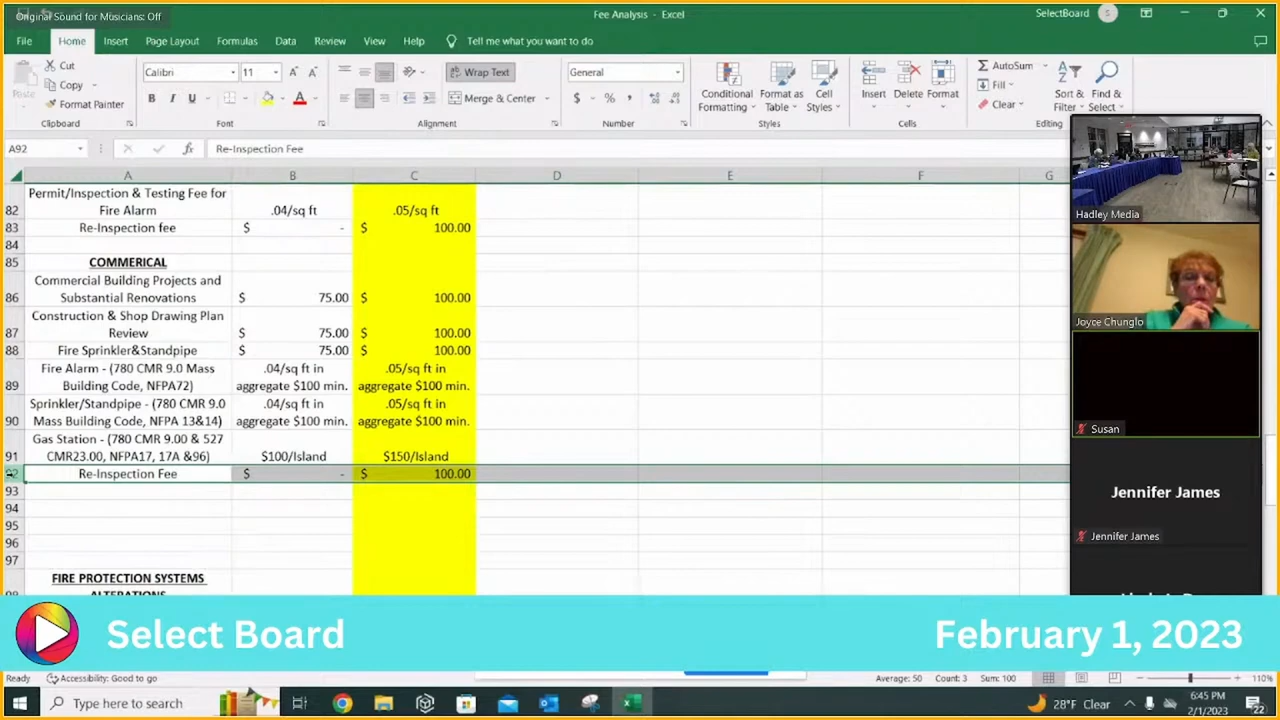 Original Sound for Musicians: Off
Fee Analysis - Excel
SelectBoard
S
File
Home
Insert
Page Layout
Formulas
Data
Review
View
Help
Tell me what you want to do
Paste
Cut
Copy
Format Painter
Clipboard
Calibri
11
B I U
Font
Wrap Text
Merge & Center
Alignment
General
$ % ,
Number
Conditional Formatting
Format as Table
Cell Styles
Styles
Insert
Delete
Format
Cells
AutoSum
Fill
Clear
Sort & Filter
Find & Select
Editing
A92
Re-Inspection Fee
A B C D E F G
Permit/Inspection & Testing Fee for
82 Fire Alarm .04/sq ft .05/sq ft
83 Re-Inspection fee $ - $ 100.00
84
85 COMMERICAL
Commercial Building Projects and
86 Substantial Renovations $ 75.00 $ 100.00
Construction & Shop Drawing Plan
87 Review $ 75.00 $ 100.00
88 Fire Sprinkler&Standpipe $ 75.00 $ 100.00
Fire Alarm - (780 CMR 9.0 Mass .04/sq ft in .05/sq ft in
89 Building Code, NFPA72) aggregate $100 min. aggregate $100 min.
Sprinkler/Standpipe - (780 CMR 9.0 .04/sq ft in .05/sq ft in
90 Mass Building Code, NFPA 13&14) aggregate $100 min. aggregate $100 min.
Gas Station - (780 CMR 9.00 & 527
91 CMR23.00, NFPA17, 17A &96) $100/Island $150/Island
92 Re-Inspection Fee $ - $ 100.00
93
94
95
96
97
FIRE PROTECTION SYSTEMS
ALTERATIONS
Hadley Media
Joyce Chunglo
Susan
Jennifer James
Jennifer James
Select Board
February 1, 2023
Ready
Accessibility: Good to go
Average: 50 Count: 3 Sum: 100
110%
Type here to search
28°F Clear
6:45 PM
2/1/2023
22